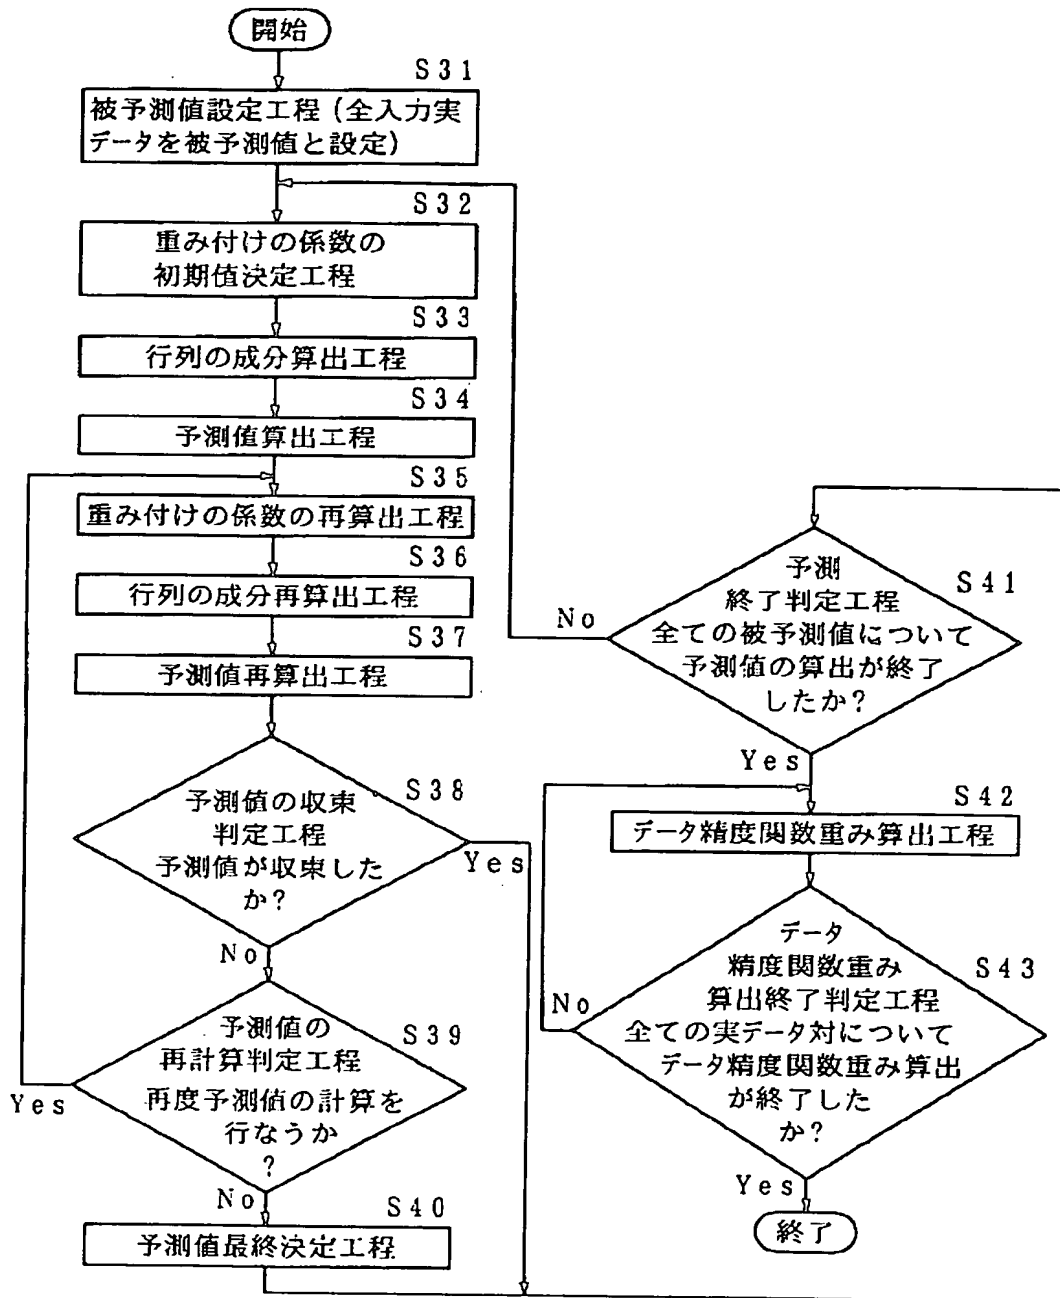 開始
S31
被予測値設定工程(全入力実
データを被予測値と設定)
S32
重み付けの係数の
初期値決定工程
S33
行列の成分算出工程
S34
予測値算出工程
S35
重み付けの係数の再算出工程
S36
行列の成分再算出工程
S37
予測値再算出工程
S38
予測値の収束
判定工程
予測値が収束した
か?
Yes
No
S39
予測値の
再計算判定工程
再度予測値の計算を
行なうか
?
Yes
No
S40
予測値最終決定工程
S41
予測
終了判定工程
全ての被予測値について
予測値の算出が終了
したか?
No
Yes
S42
データ精度関数重み算出工程
S43
データ
精度関数重み
算出終了判定工程
全ての実データ対について
データ精度関数重み算出
が終了した
か?
No
Yes
終了